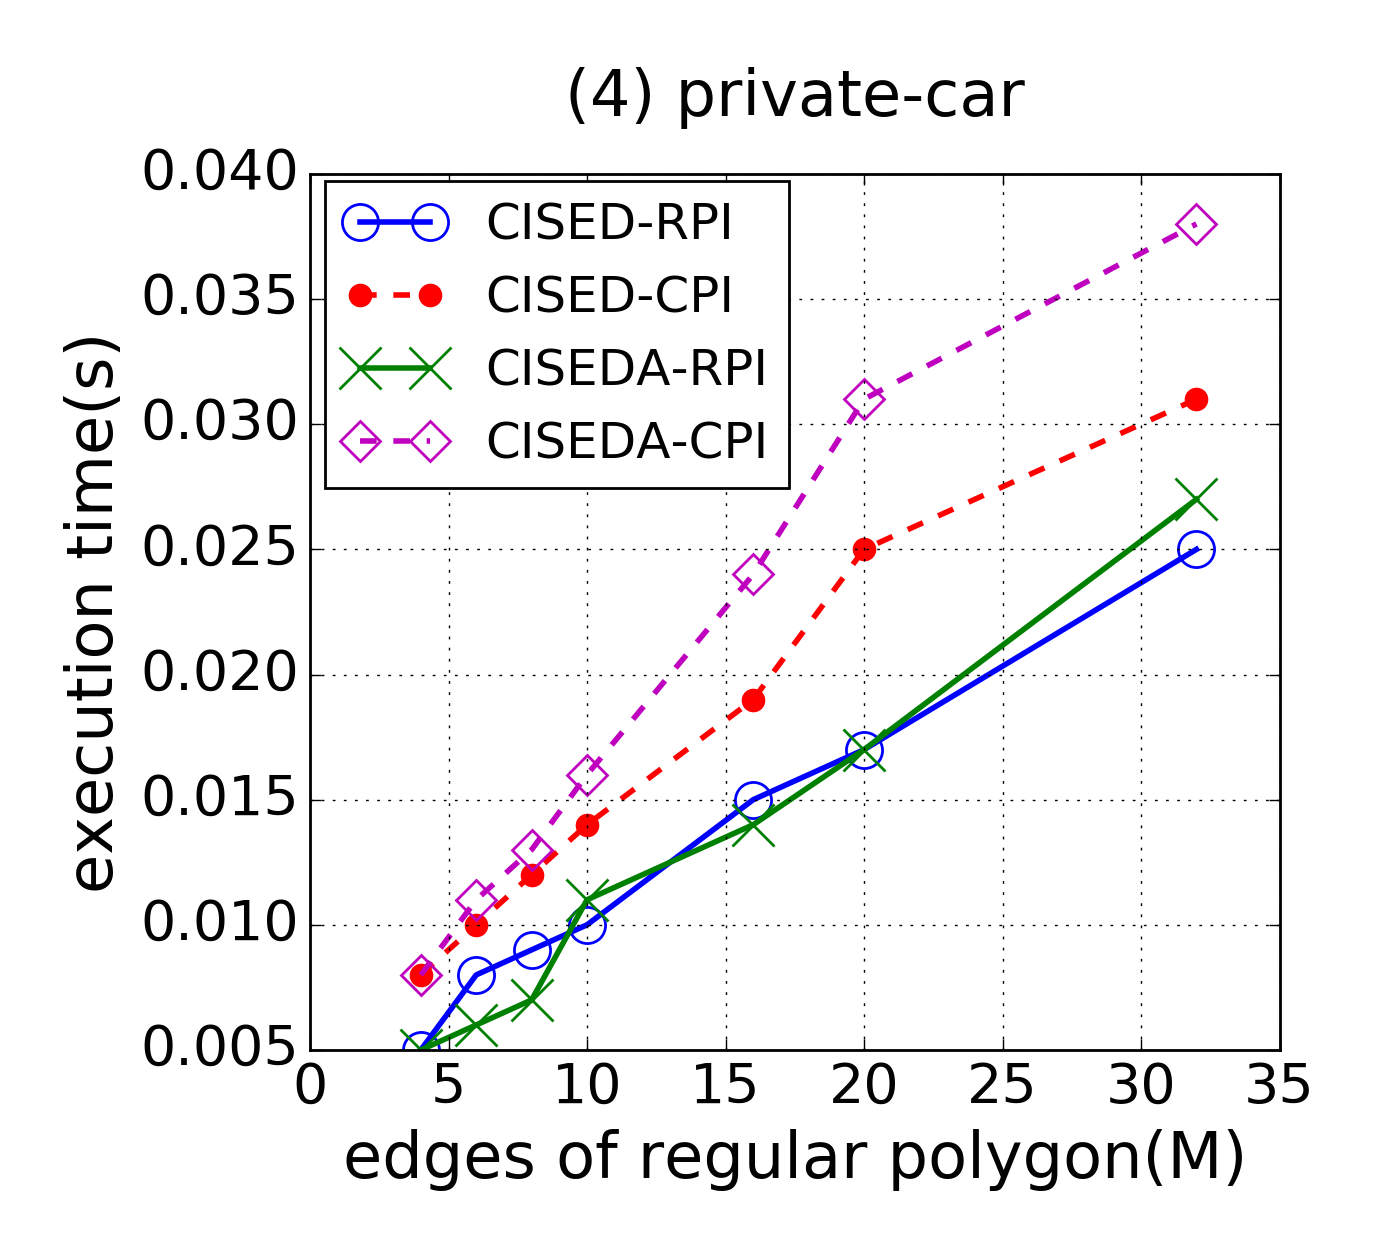 (4) private-car
0.040
0.035
0.030
0.025
0.020
0.015
0.010
0.005
execution time(s)
CISED-RPI
CISED-CPI
CISEDA-RPI
CISEDA-CPI
0 5 10 15 20 25 30 35
edges of regular polygon(M)